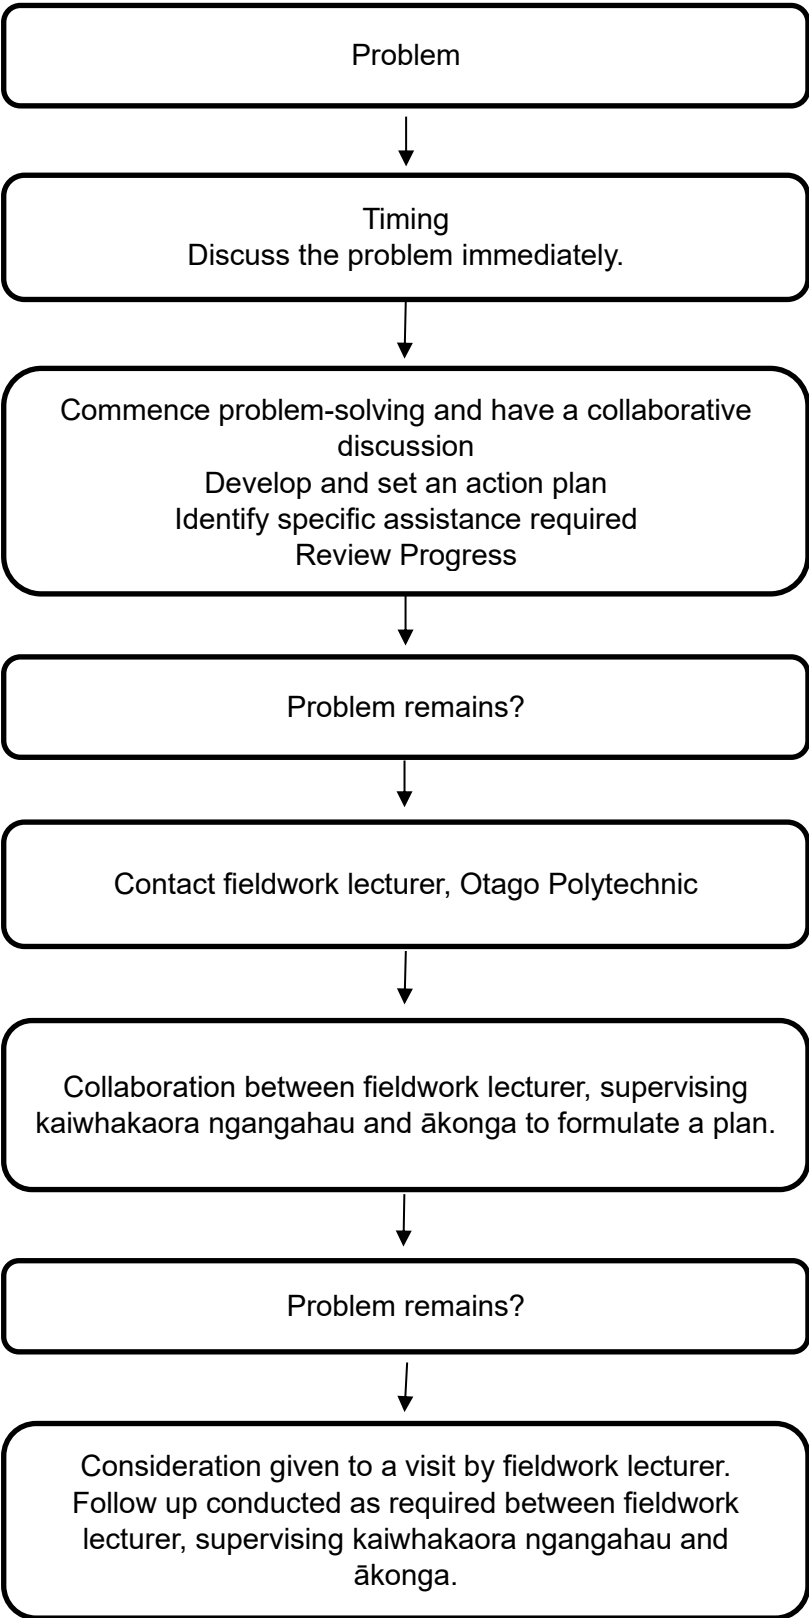 Problem
Timing
Discuss the problem immediately.
Commence problem-solving and have a collaborative
discussion
Develop and set an action plan
Identify specific assistance required
Review Progress
Problem remains?
Contact fieldwork lecturer, Otago Polytechnic
Collaboration between fieldwork lecturer, supervising
kaiwhakaora ngangahau and ākonga to formulate a plan.
Problem remains?
Consideration given to a visit by fieldwork lecturer.
Follow up conducted as required between fieldwork
lecturer, supervising kaiwhakaora ngangahau and
ākonga.